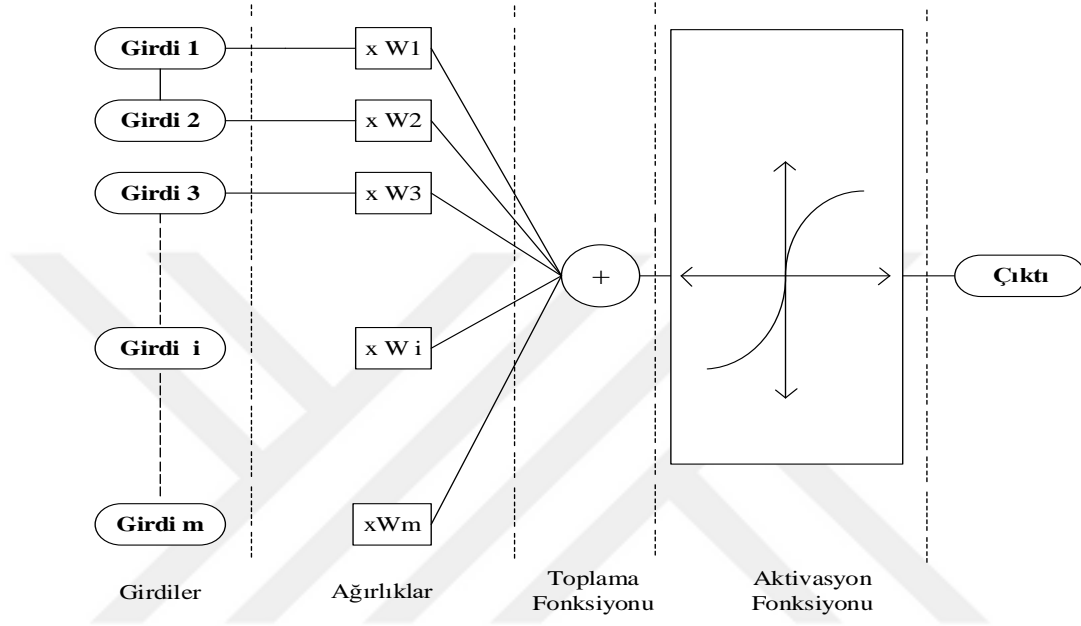 Girdi 1
x W1
Girdi 2
x W2
Girdi 3
x W3
+
Çıktı
Girdi i
x W i
Girdi m
xWm
Girdiler
Ağırlıklar
Toplama
Fonksiyonu
Aktivasyon
Fonksiyonu